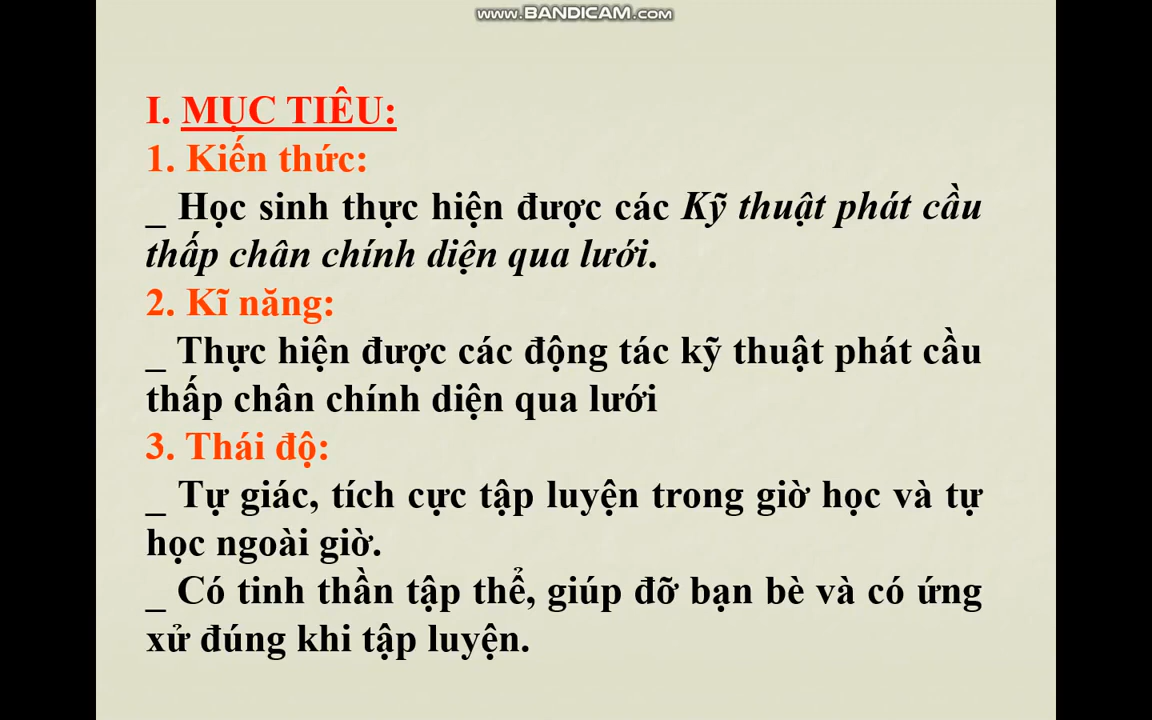 WWW.BANDICAM.COM
I. MỤC TIÊU:
1. Kiến thức:
_ Học sinh thực hiện được các Kỹ thuật phát cầu
thấp chân chính diện qua lưới.
2. Kĩ năng:
_ Thực hiện được các động tác kỹ thuật phát cầu
thấp chân chính diện qua lưới
3. Thái độ:
_ Tự giác, tích cực tập luyện trong giờ học và tự
học ngoài giờ.
_ Có tinh thần tập thể, giúp đỡ bạn bè và có ứng
xử đúng khi tập luyện.